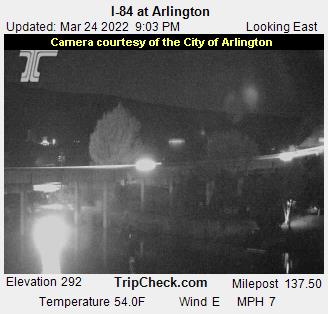 I-84 at Arlington
Updated: Mar 24 2022 9:03 PM Looking East
Camera courtesy of the City of Arlington
Elevation 292 TripCheck.com Milepost 137.50
Temperature 54.0F Wind E MPH 7